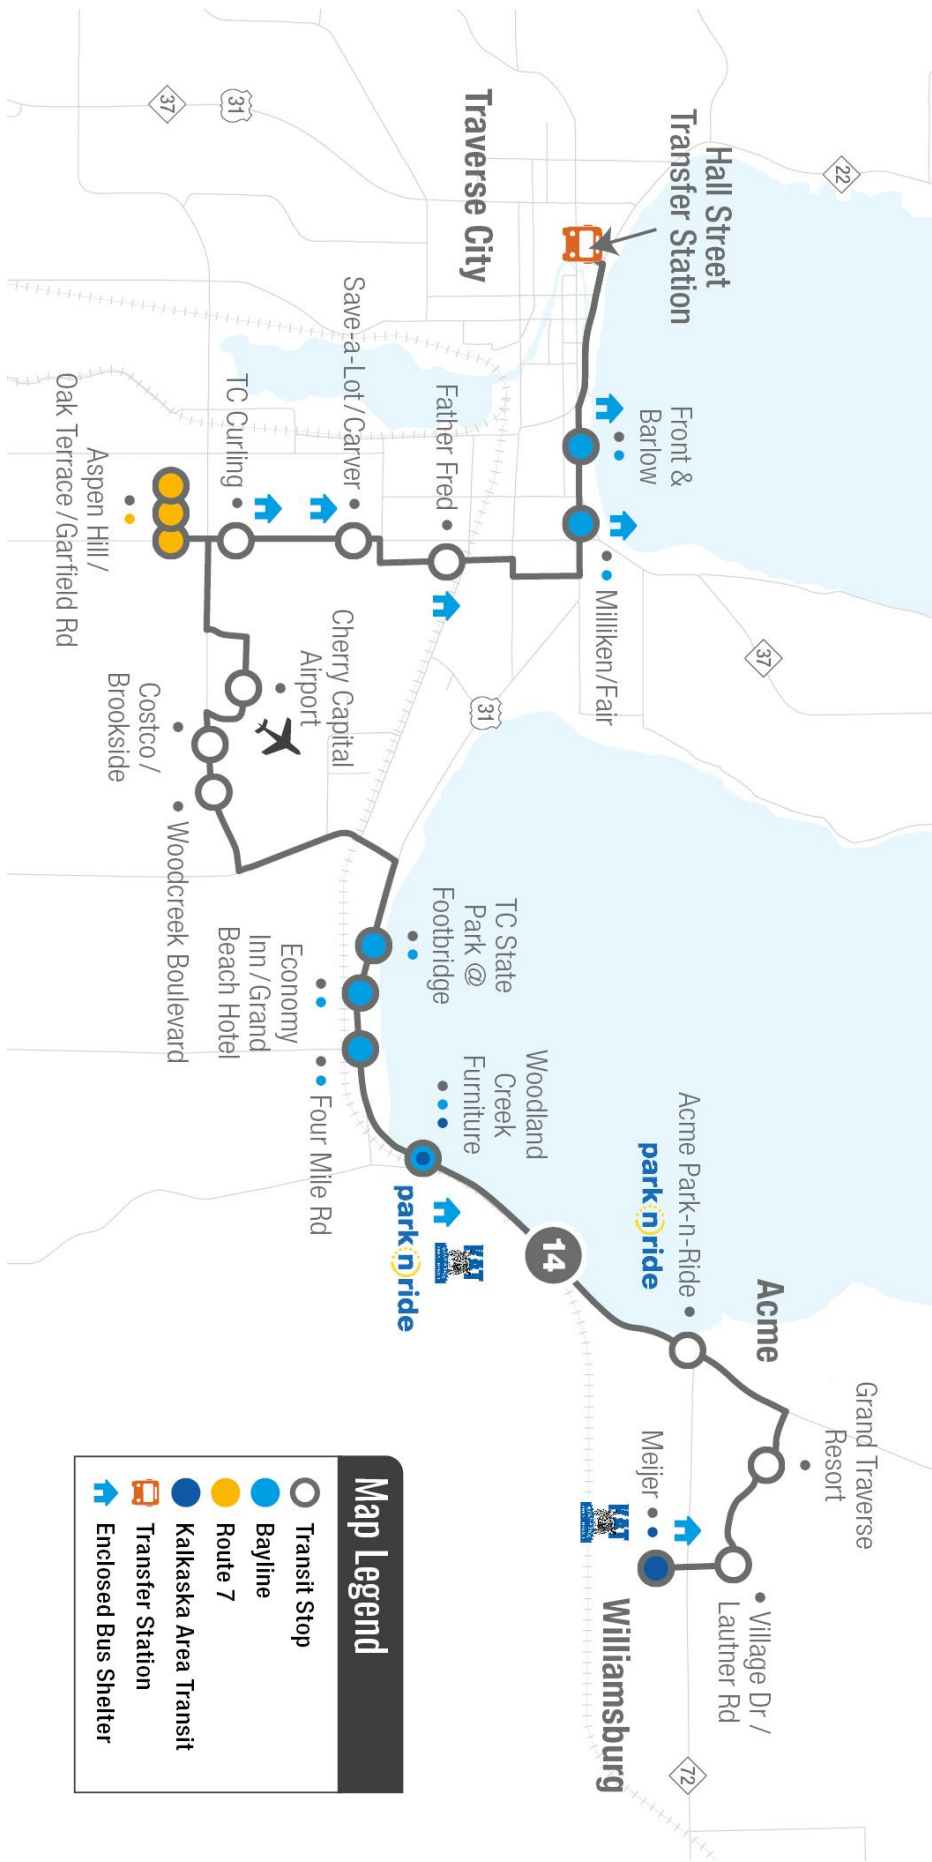 22
Hall Street
Transfer Station
37
31
Traverse City
Front &
Barlow
Milliken/Fair
37
31
Father Fred
Save-a-Lot/Carver
TC Curling
Aspen Hill /
Oak Terrace/Garfield Rd
Cherry Capital
Airport
Costco /
Brookside
Woodcreek Boulevard
TC State
Park @
Footbridge
Economy
Inn/Grand
Beach Hotel
Four Mile Rd
Woodland
Creek
Furniture
park n ride
14
Acme Park-n-Ride
park n ride
Acme
Grand Traverse
Resort
Village Dr /
Lautner Rd
Meijer
Williamsburg
72
Map Legend
Transit Stop
Bayline
Route 7
Kalkaska Area Transit
Transfer Station
Enclosed Bus Shelter